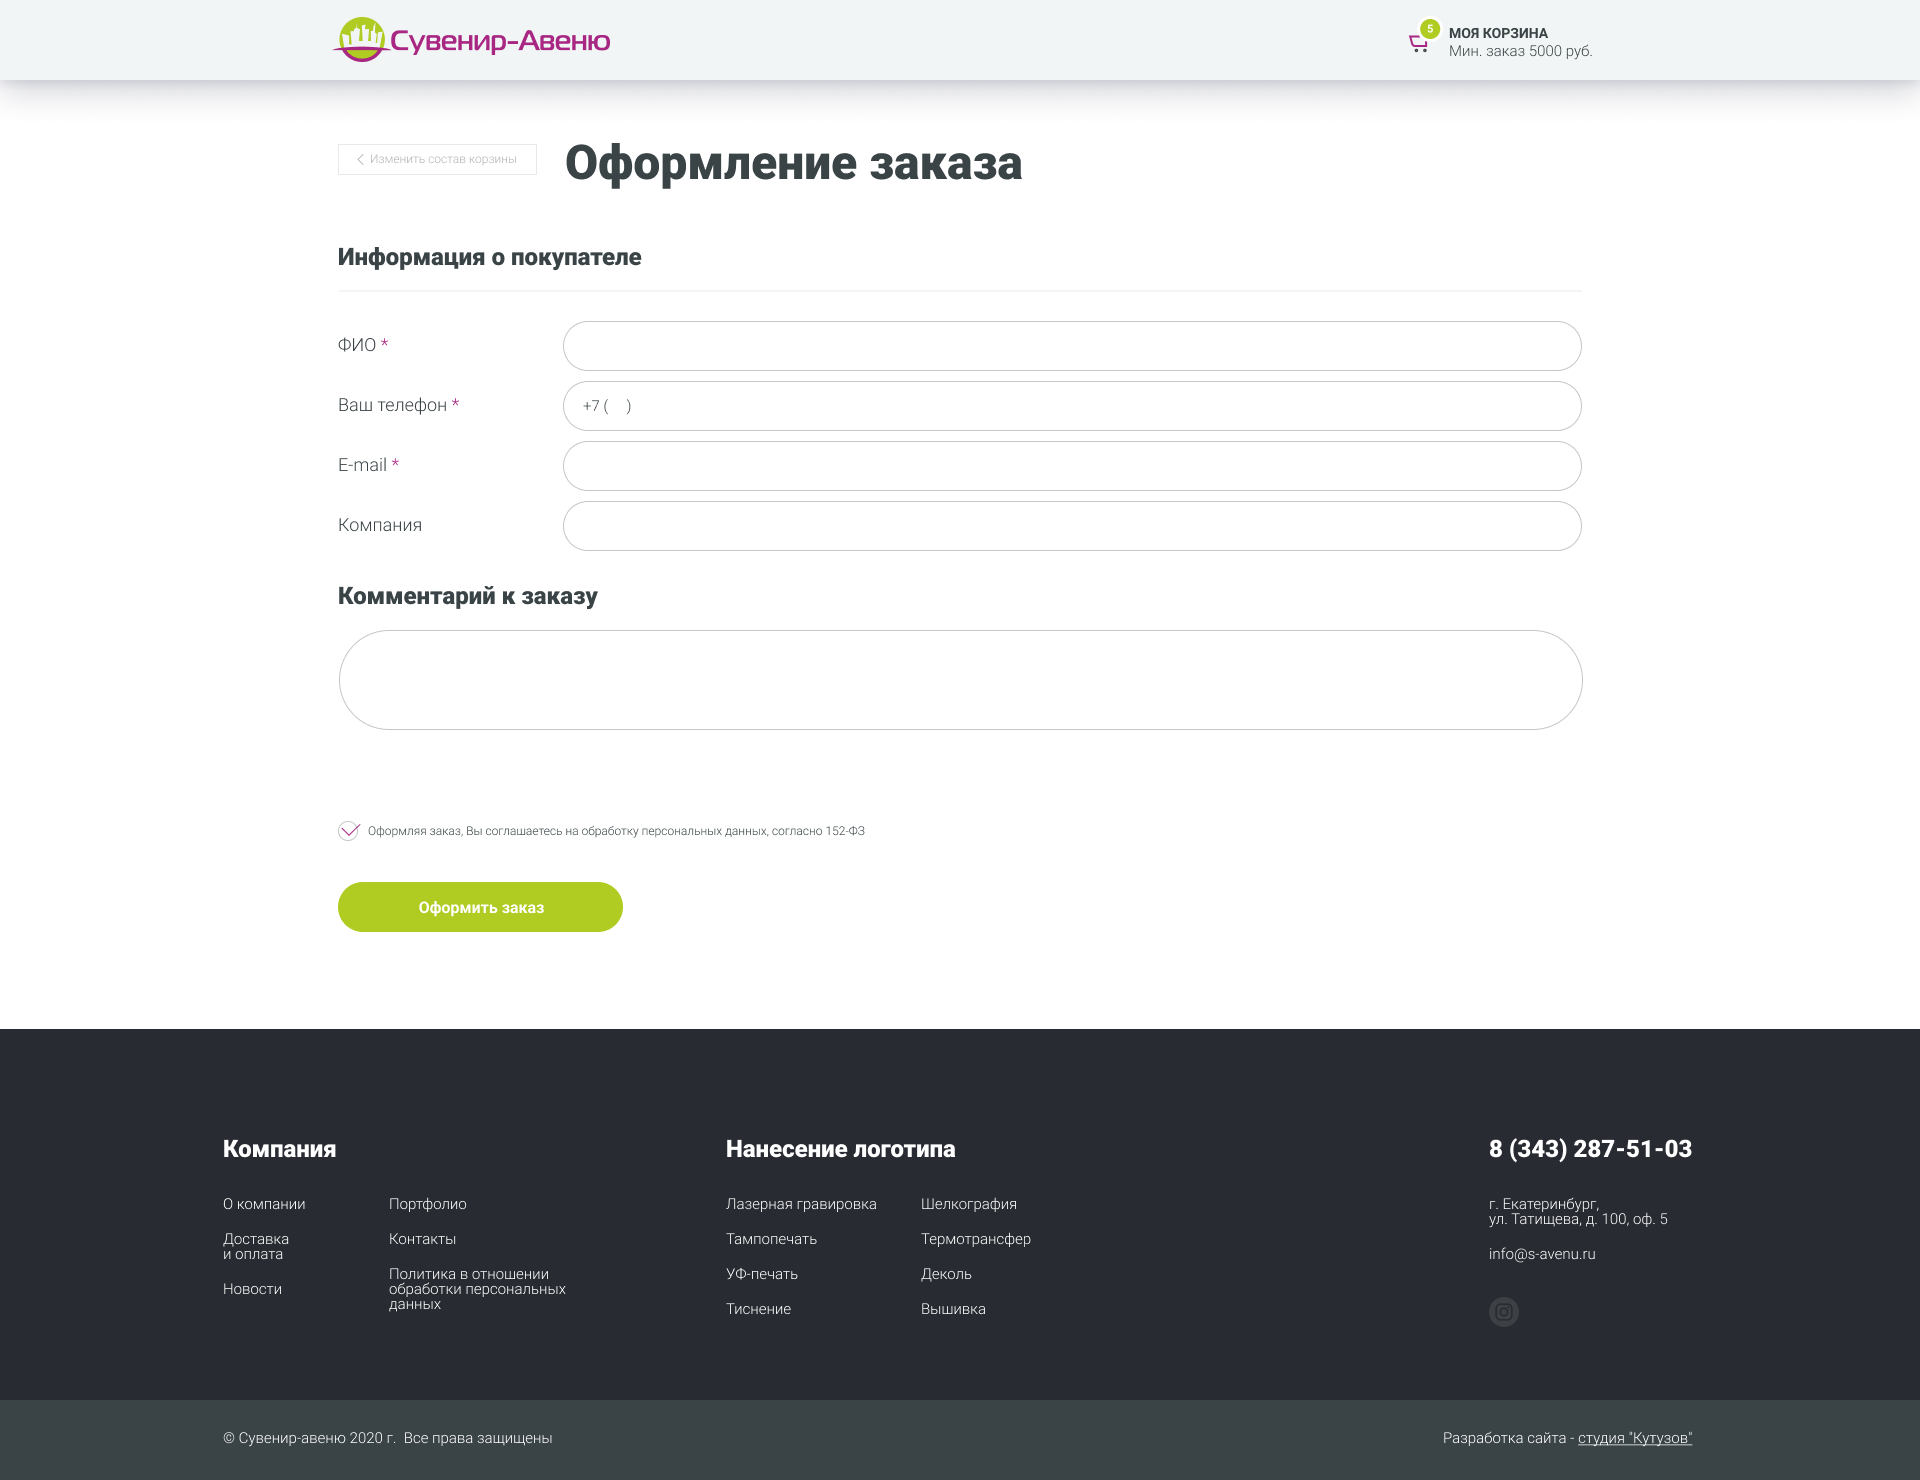 Сувенир-Авеню
5
МОЯ КОРЗИНА
Мин. заказ 5000 руб.
Изменить состав корзины
Оформление заказа
Информация о покупателе
ФИО *
Ваш телефон *
+7 (     )
E-mail *
Компания
Комментарий к заказу
Оформляя заказ, Вы соглашаетесь на обработку персональных данных, согласно 152-ФЗ
Оформить заказ
Компания
О компании
Доставка
и оплата
Новости
Портфолио
Контакты
Политика в отношении
обработки персональных
данных
Нанесение логотипа
Лазерная гравировка
Тампопечать
УФ-печать
Тиснение
Шелкография
Термотрансфер
Деколь
Вышивка
8 (343) 287-51-03
г. Екатеринбург,
ул. Татищева, д. 100, оф. 5
info@s-avenu.ru
© Сувенир-авеню 2020 г.  Все права защищены
Разработка сайта - студия "Кутузов"